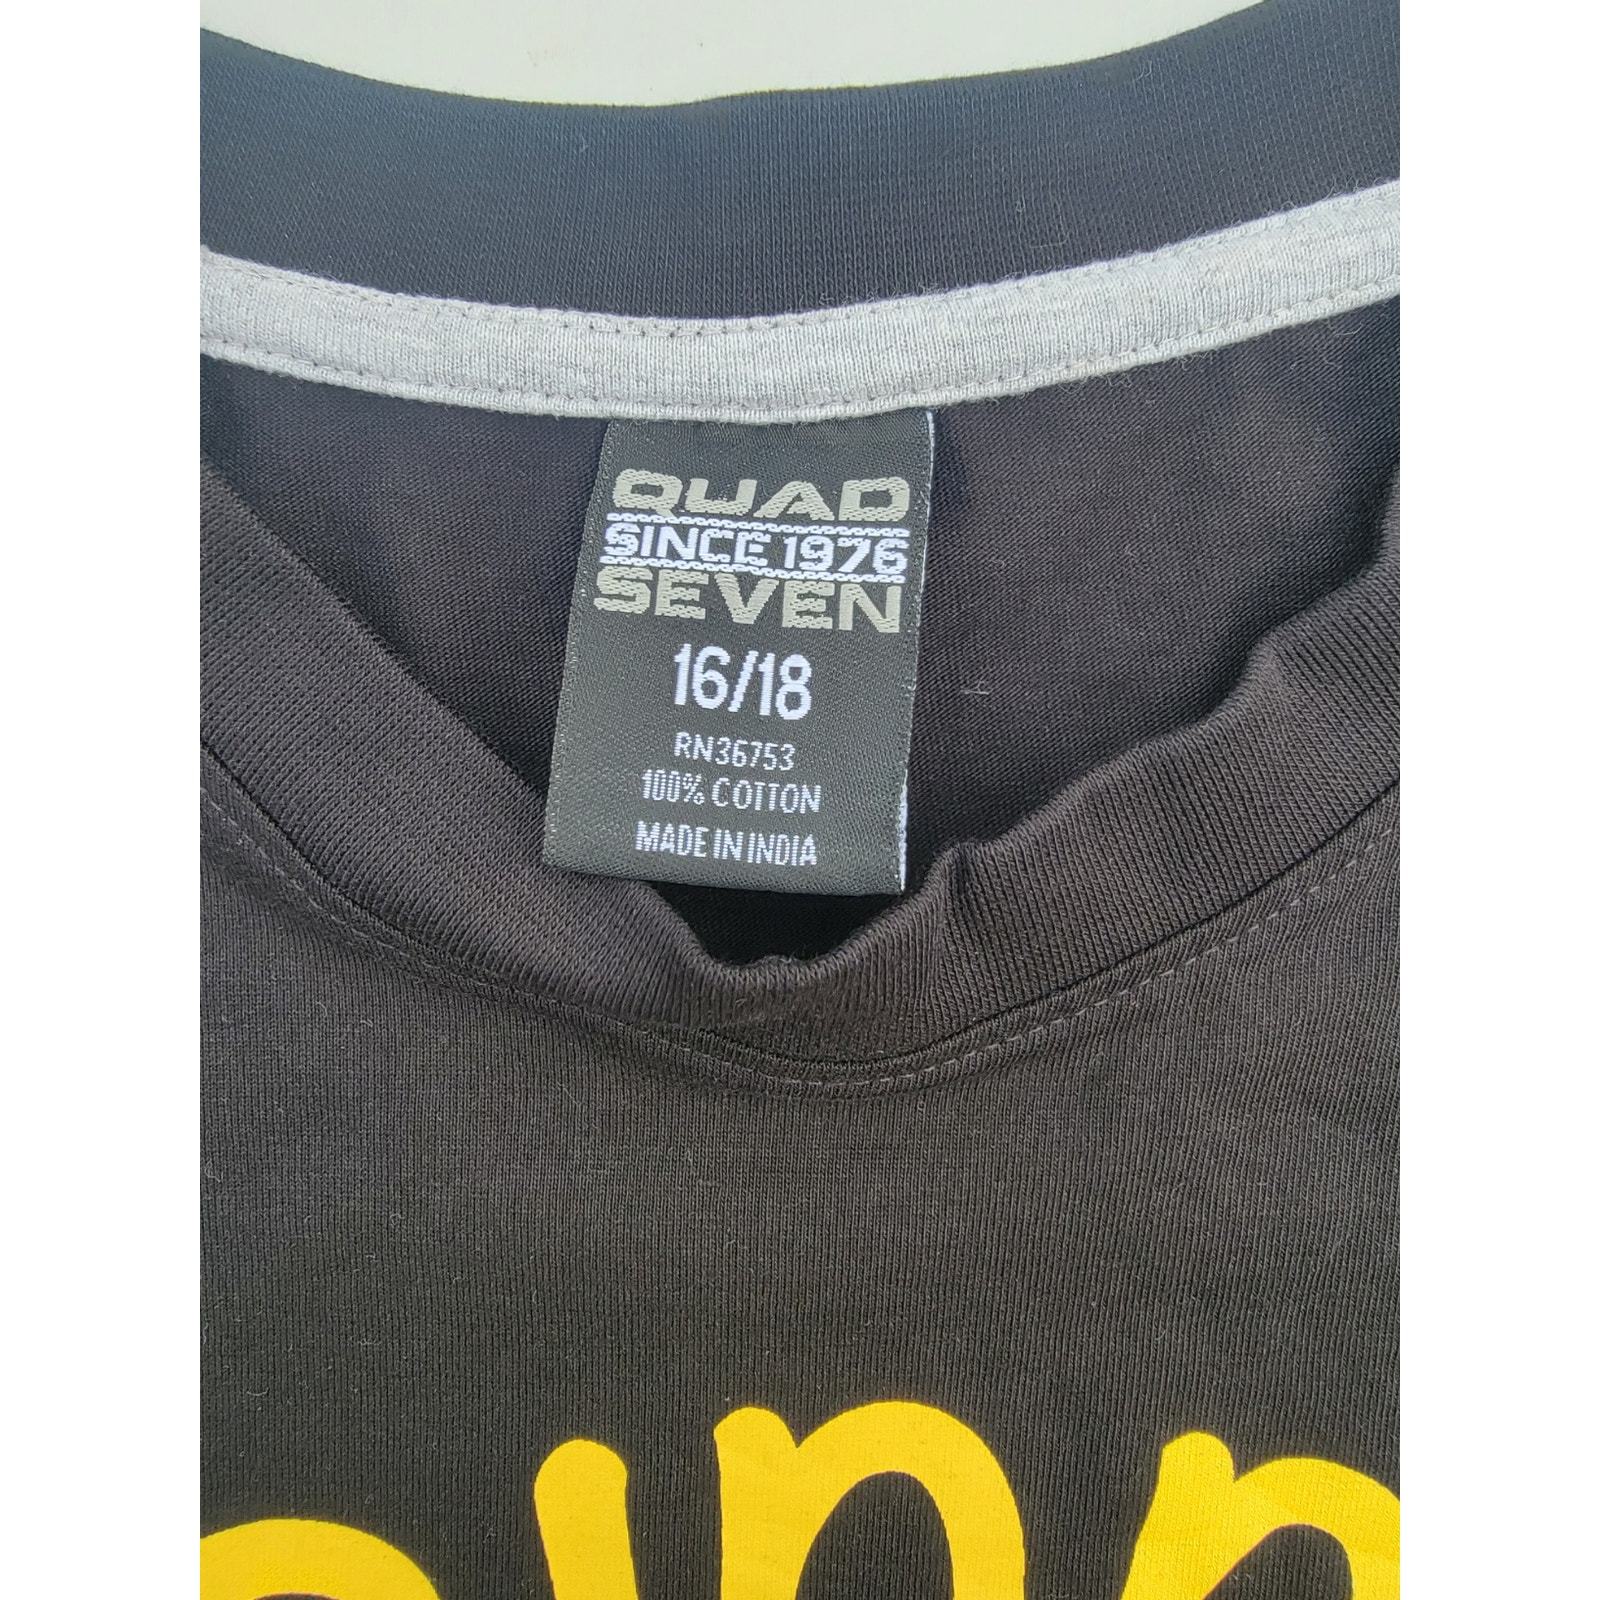 QUAD
SINCE 1976
SEVEN
16/18
RN36753
100% COTTON
MADE IN INDIA